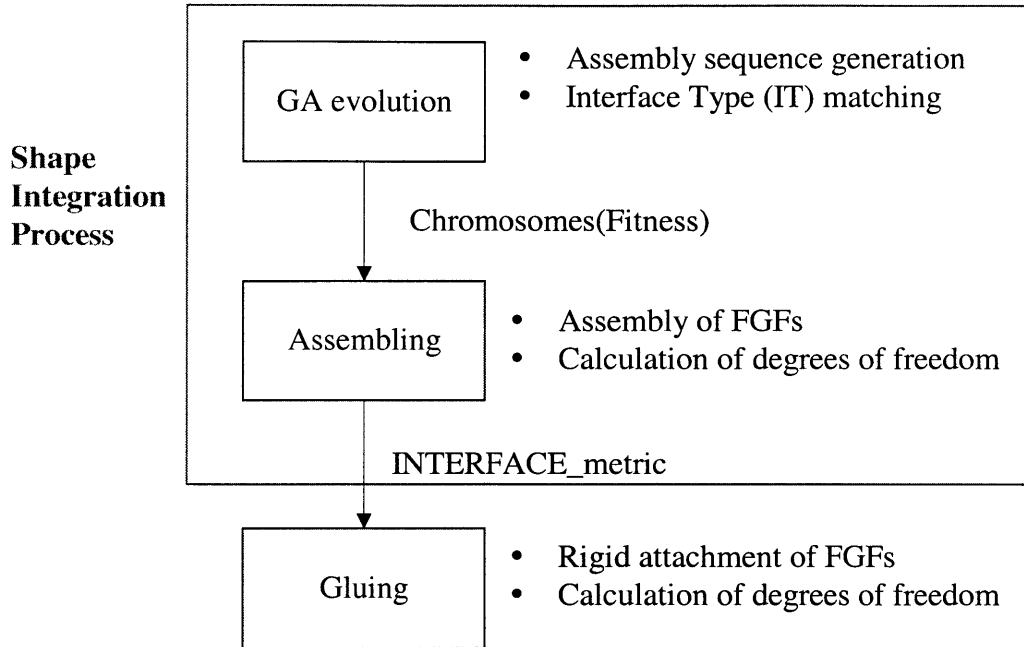 GA evolution
• Assembly sequence generation
• Interface Type (IT) matching
Shape
Integration
Process
Chromosomes(Fitness)
Assembling
• Assembly of FGFs
• Calculation of degrees of freedom
INTERFACE_metric
Gluing
• Rigid attachment of FGFs
• Calculation of degrees of freedom